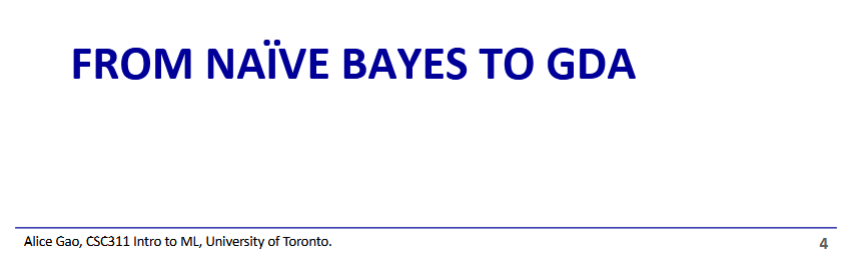 FROM NAÏVE BAYES TO GDA
Alice Gao, CSC311 Intro to ML, University of Toronto.
4